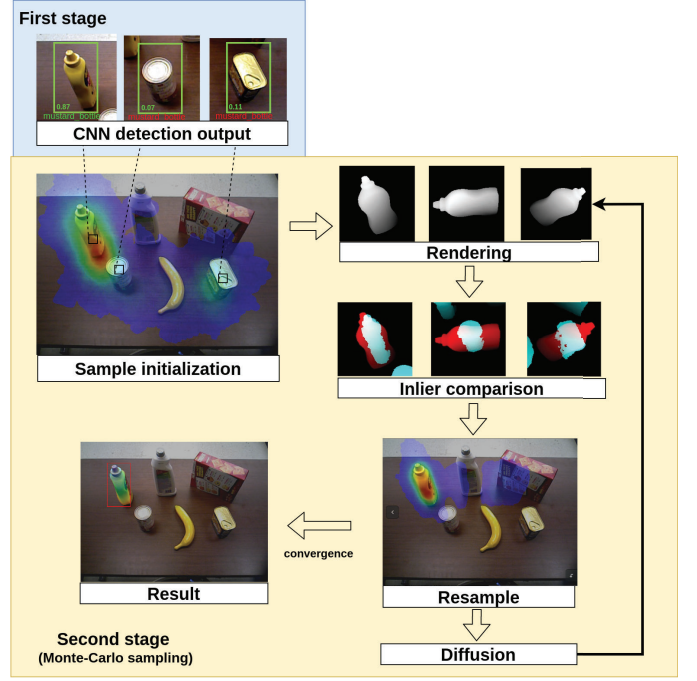 First stage
0.87
mustard_bottle
0.07
0.11
mustard_bottle
CNN detection output
Rendering
Sample initialization
Inlier comparison
convergence
Result
Resample
Second stage
(Monte-Carlo sampling)
Diffusion